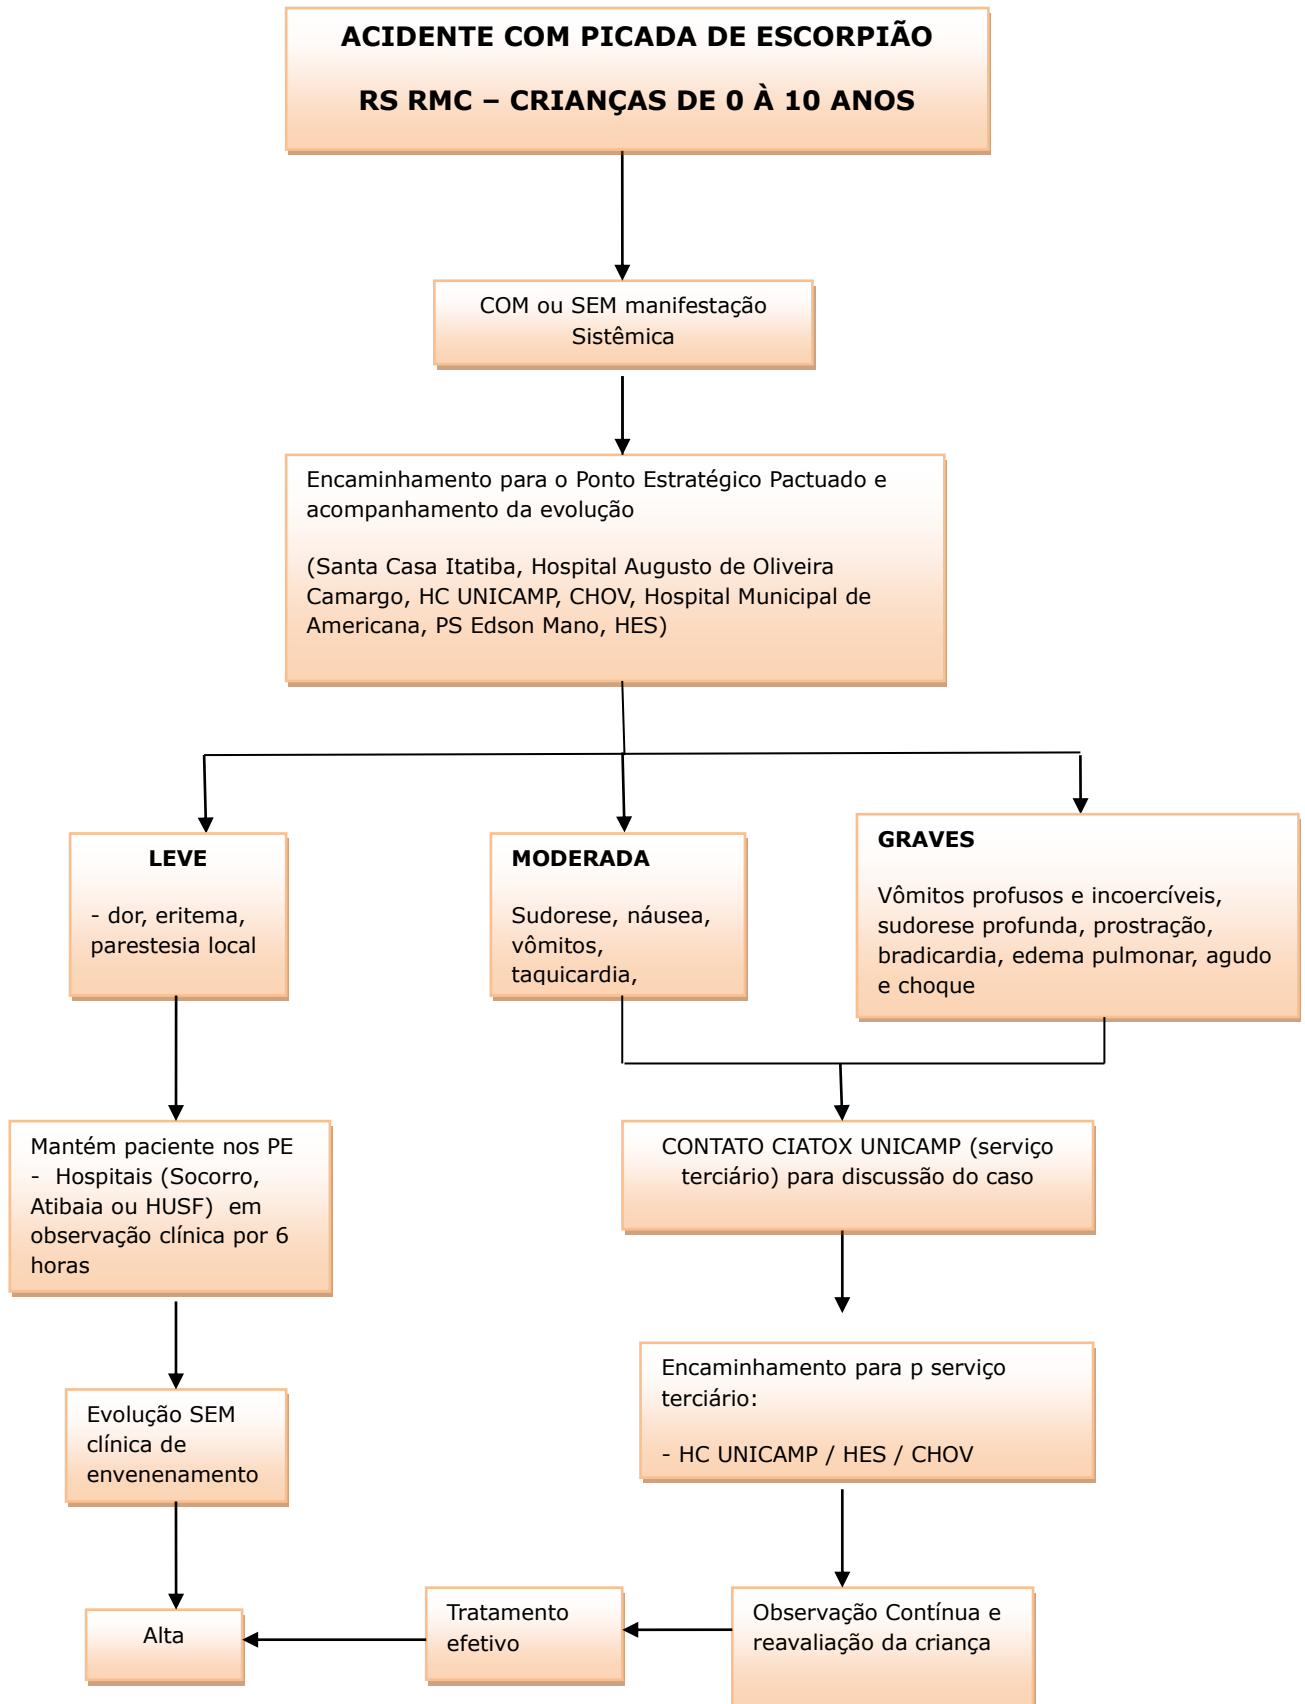 ACIDENTE COM PICADA DE ESCORPIÃO
RS RMC – CRIANÇAS DE 0 À 10 ANOS
COM ou SEM manifestação
Sistêmica
Encaminhamento para o Ponto Estratégico Pactuado e
acompanhamento da evolução
(Santa Casa Itatiba, Hospital Augusto de Oliveira
Camargo, HC UNICAMP, CHOV, Hospital Municipal de
Americana, PS Edson Mano, HES)
LEVE
- dor, eritema,
parestesia local
MODERADA
Sudorese, náusea,
vômitos,
taquicardia,
GRAVES
Vômitos profusos e incoercíveis,
sudorese profunda, prostração,
bradicardia, edema pulmonar, agudo
e choque
Mantém paciente nos PE
- Hospitais (Socorro,
Atibaia ou HUSF) em
observação clínica por 6
horas
CONTATO CIATOX UNICAMP (serviço
terciário) para discussão do caso
Encaminhamento para p serviço
terciário:
- HC UNICAMP / HES / CHOV
Evolução SEM
clínica de
envenenamento
Alta
Tratamento
efetivo
Observação Contínua e
reavaliação da criança